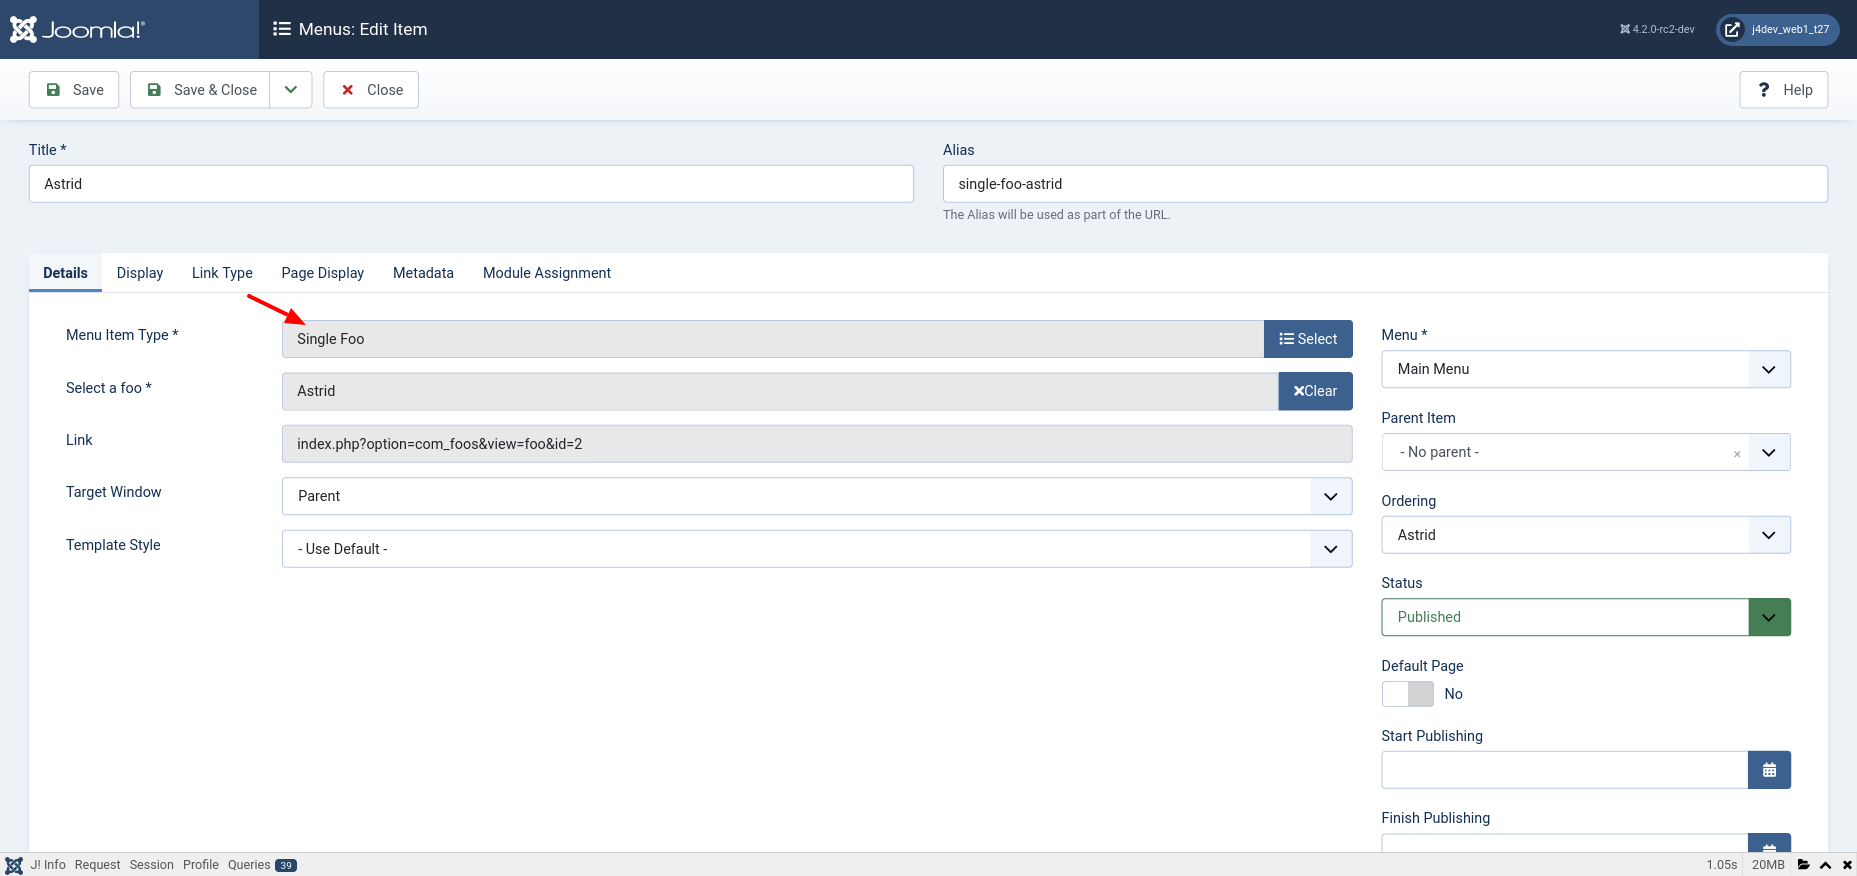 Joomla!
Menus: Edit Item
4.2.0-rc2-dev
j4dev_web1_t27
Save
Save & Close
Close
? Help
Title *
Astrid
Alias
single-foo-astrid
The Alias will be used as part of the URL.
Details
Display
Link Type
Page Display
Metadata
Module Assignment
Menu Item Type *
Single Foo
Select
Select a foo *
Astrid
Clear
Link
index.php?option=com_foos&view=foo&id=2
Target Window
Parent
Template Style
- Use Default -
Menu *
Main Menu
Parent Item
- No parent -
Ordering
Astrid
Status
Published
Default Page
No
Start Publishing
Finish Publishing
J! Info
Request
Session
Profile
Queries 39
1.05s
20MB